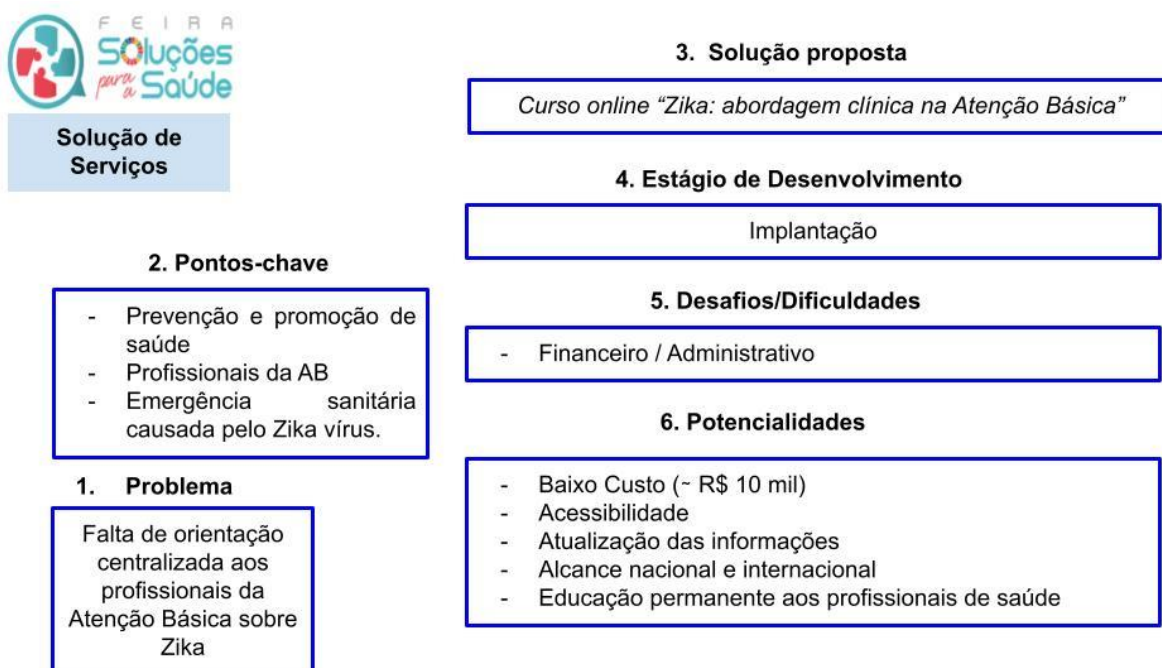 FEIRA
Soluções
para
a Saúde
Solução de
Serviços
2. Pontos-chave
- Prevenção e promoção de
saúde
- Profissionais da AB
- Emergência sanitária
causada pelo Zika vírus.
1. Problema
Falta de orientação
centralizada aos
profissionais da
Atenção Básica sobre
Zika
3. Solução proposta
Curso online “Zika: abordagem clínica na Atenção Básica”
4. Estágio de Desenvolvimento
Implantação
5. Desafios/Dificuldades
- Financeiro / Administrativo
6. Potencialidades
- Baixo Custo (~ R$ 10 mil)
- Acessibilidade
- Atualização das informações
- Alcance nacional e internacional
- Educação permanente aos profissionais de saúde